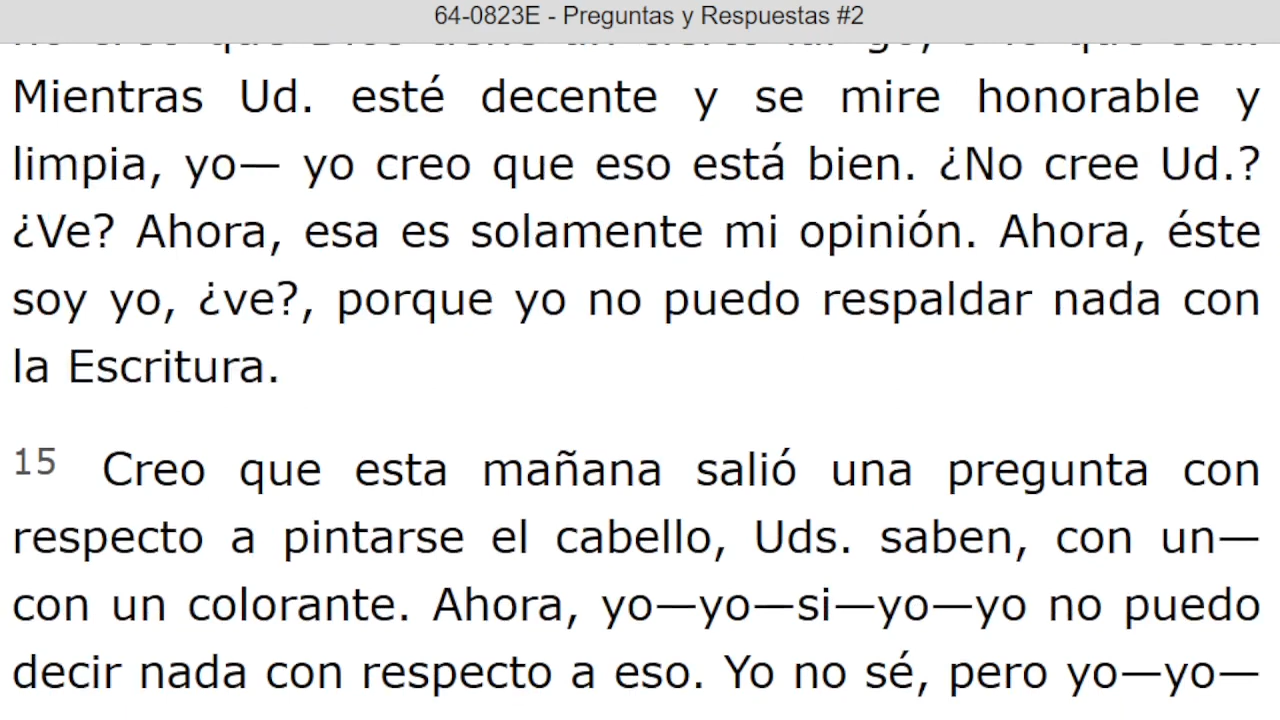 64-0823E - Preguntas y Respuestas #2
Mientras Ud. esté decente y se mire honorable y
limpia, yo— yo creo que eso está bien. ¿No cree Ud.?
¿Ve? Ahora, esa es solamente mi opinión. Ahora, éste
soy yo, ¿ve?, porque yo no puedo respaldar nada con
la Escritura.
15 Creo que esta mañana salió una pregunta con
respecto a pintarse el cabello, Uds. saben, con un—
con un colorante. Ahora, yo—yo—si—yo—yo no puedo
decir nada con respecto a eso. Yo no sé, pero yo—yo—